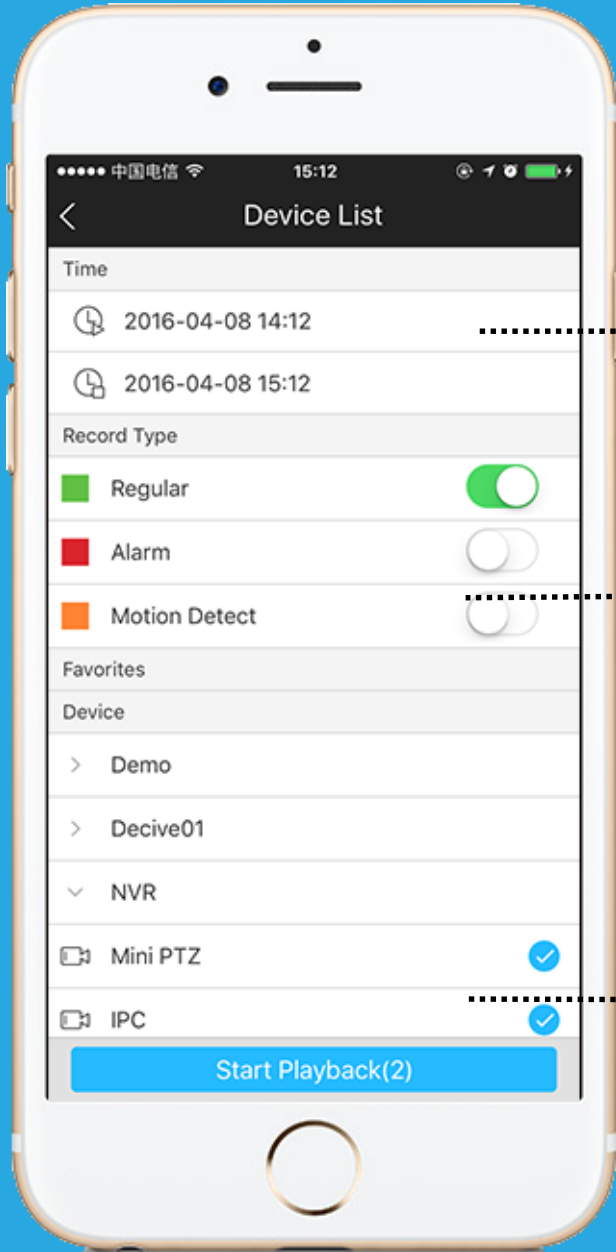 中国电信 15:12
Device List
Time
2016-04-08 14:12
2016-04-08 15:12
Record Type
Regular
Alarm
Motion Detect
Favorites
Device
Demo
Decive01
NVR
Mini PTZ
IPC
Start Playback(2)